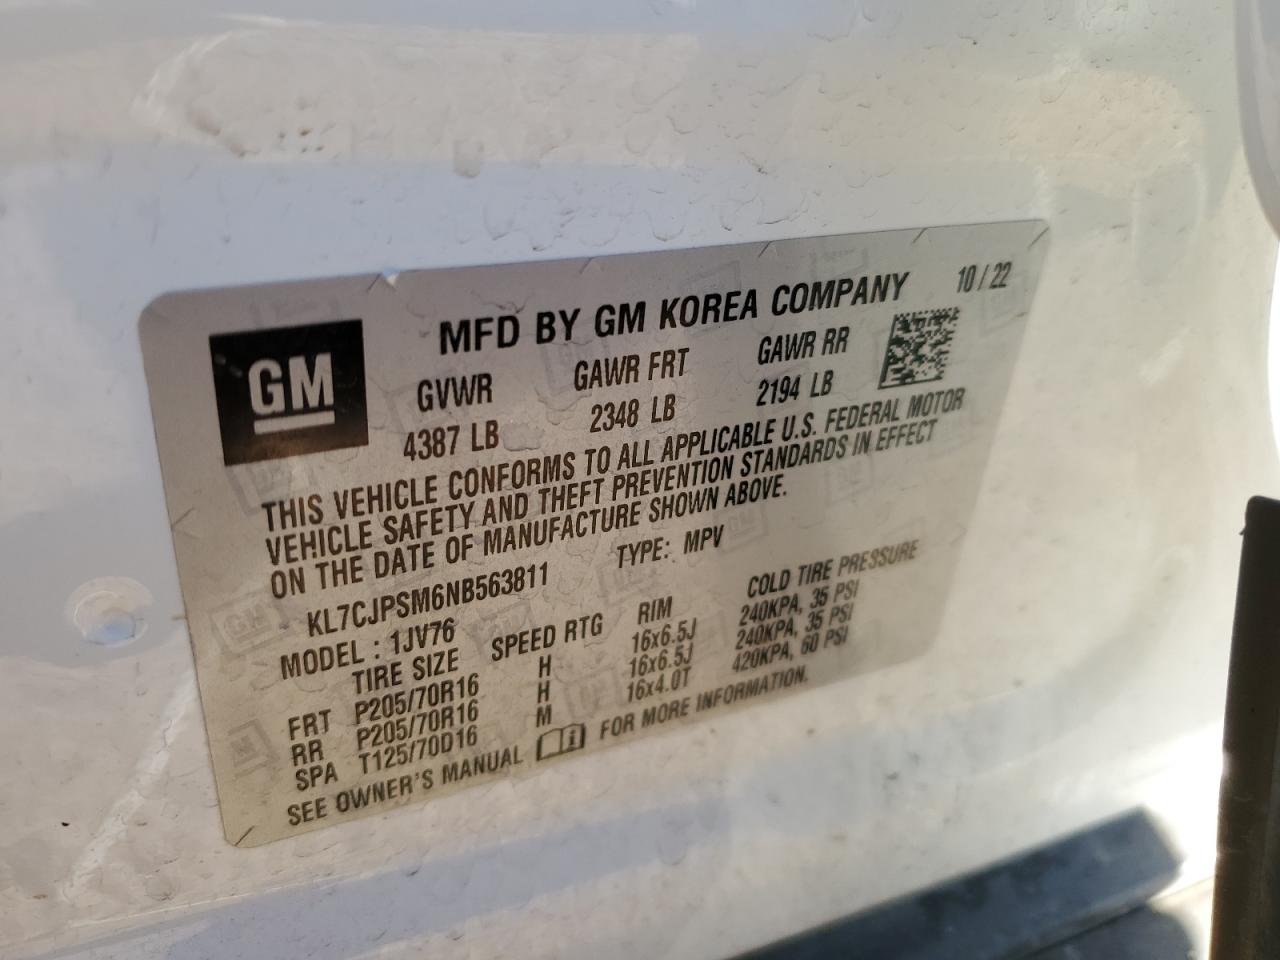 GM
MFD BY GM KOREA COMPANY 10/22
GVWR GAWR FRT GAWR RR
4387 LB 2348 LB 2194 LB
THIS VEHICLE CONFORMS TO ALL APPLICABLE U.S. FEDERAL MOTOR
VEHICLE SAFETY AND THEFT PREVENTION STANDARDS IN EFFECT
ON THE DATE OF MANUFACTURE SHOWN ABOVE.
KL7CJPSM6NB563811 TYPE: MPV
MODEL : 1JV76
TIRE SIZE SPEED RTG RIM COLD TIRE PRESSURE
FRT P205/70R16 H 16x6.5J 240KPA, 35 PSI
RR P205/70R16 H 16x6.5J 240KPA, 35 PSI
SPA T125/70D16 M 16x4.0T 420KPA, 60 PSI
SEE OWNER'S MANUAL FOR MORE INFORMATION.